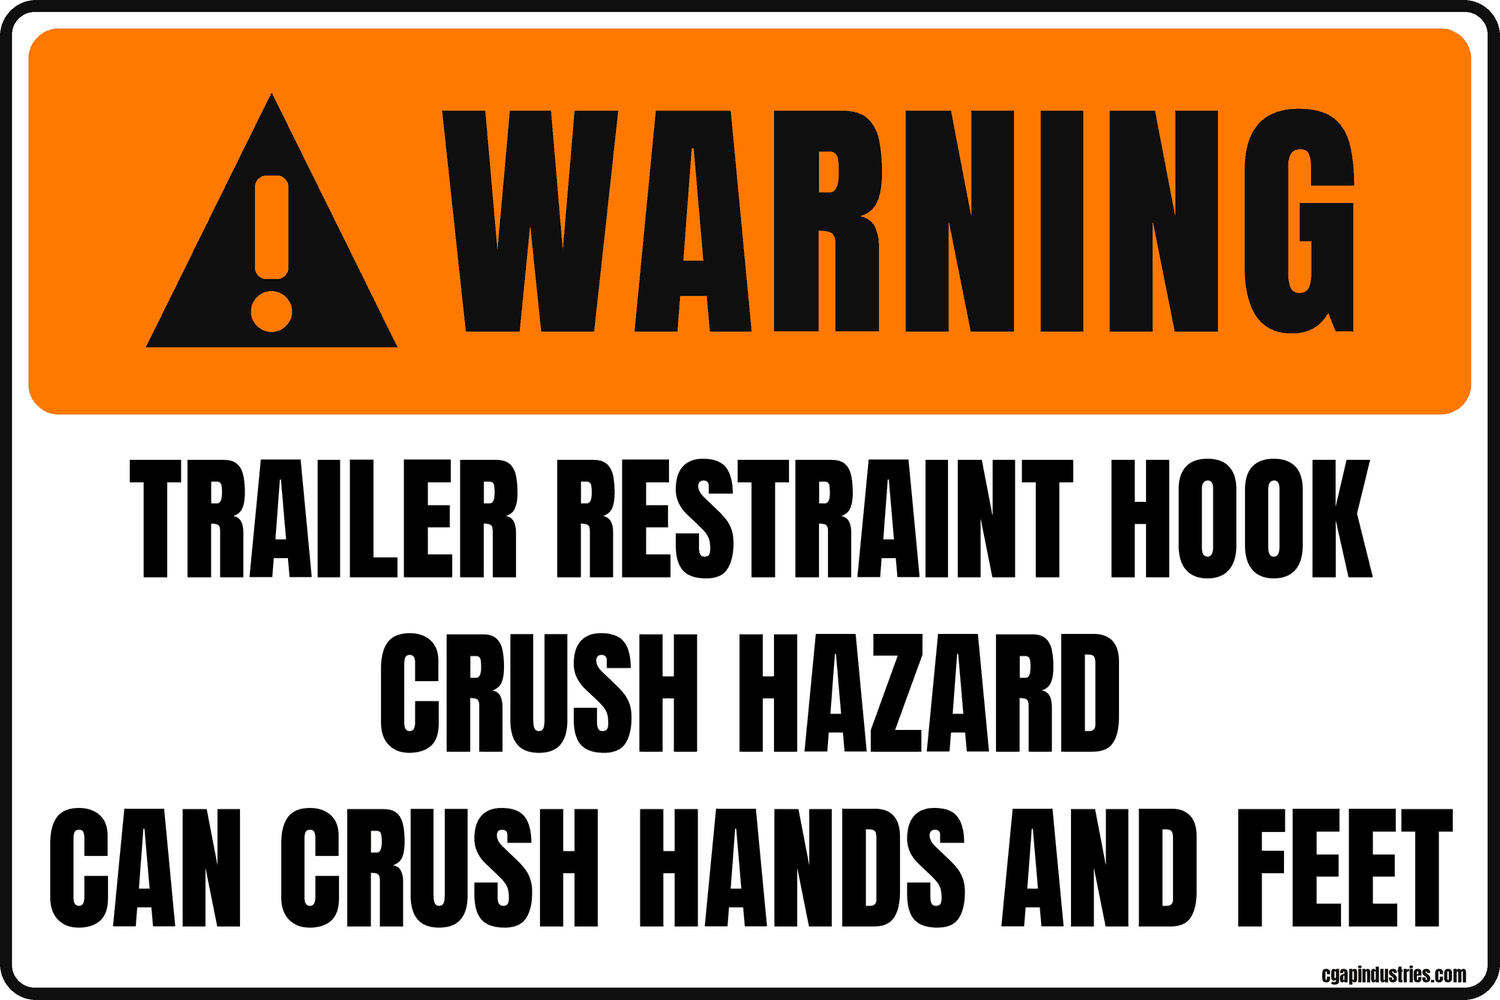 WARNING
TRAILER RESTRAINT HOOK
CRUSH HAZARD
CAN CRUSH HANDS AND FEET
cgapindustries.com